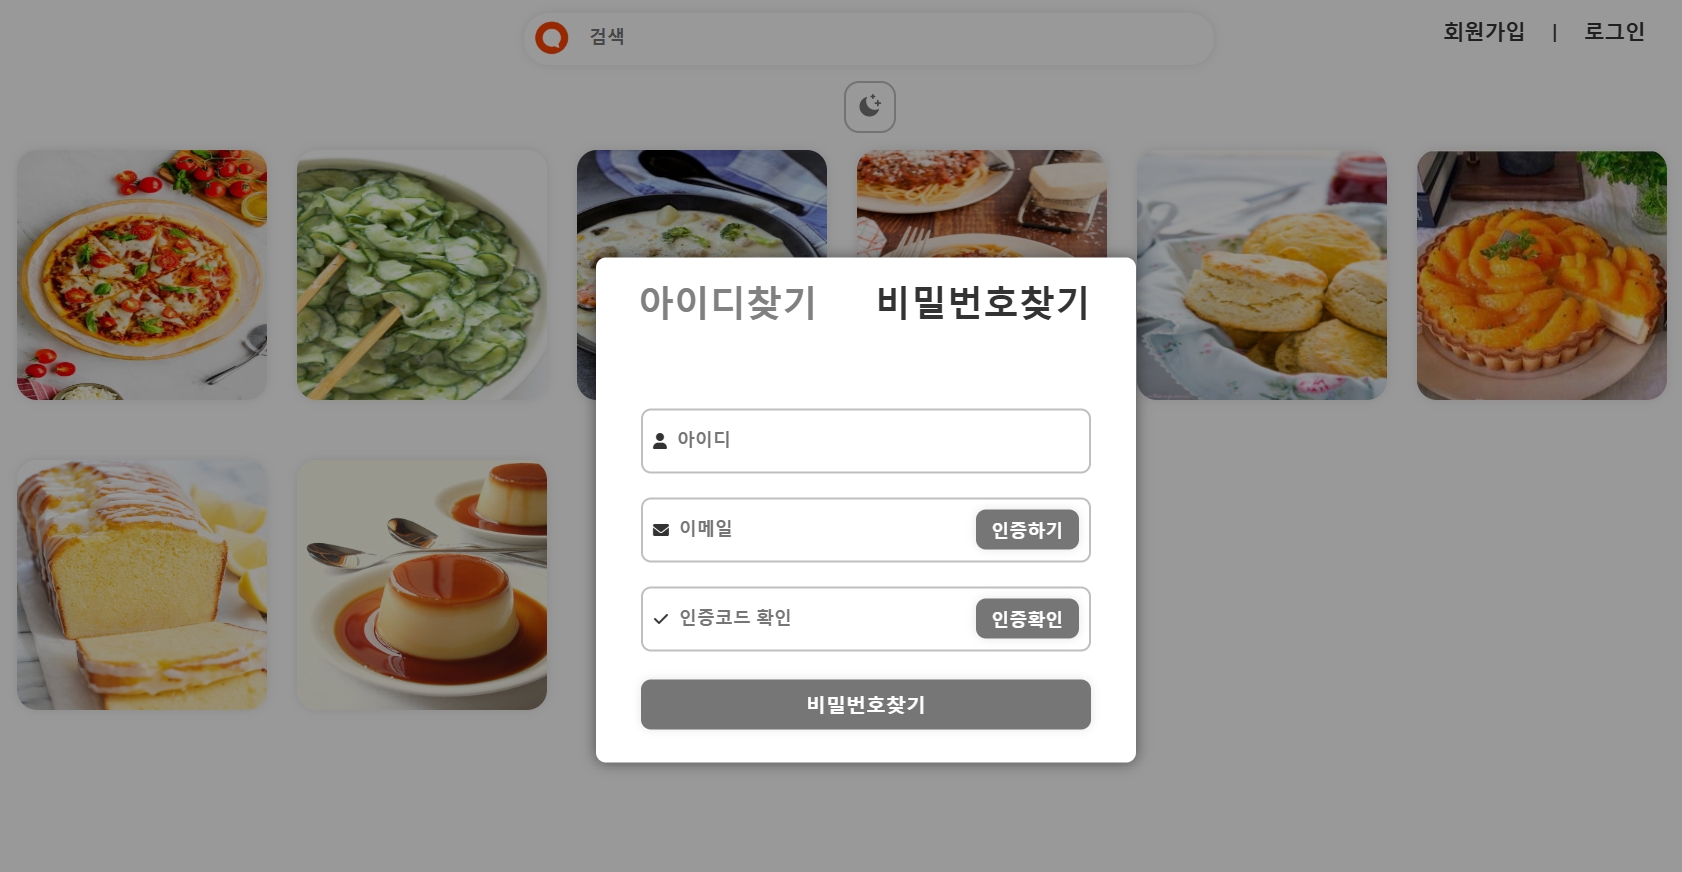 검색
회원가입 | 로그인
아이디찾기 비밀번호찾기
아이디
이메일 인증하기
인증코드 확인 인증확인
비밀번호찾기